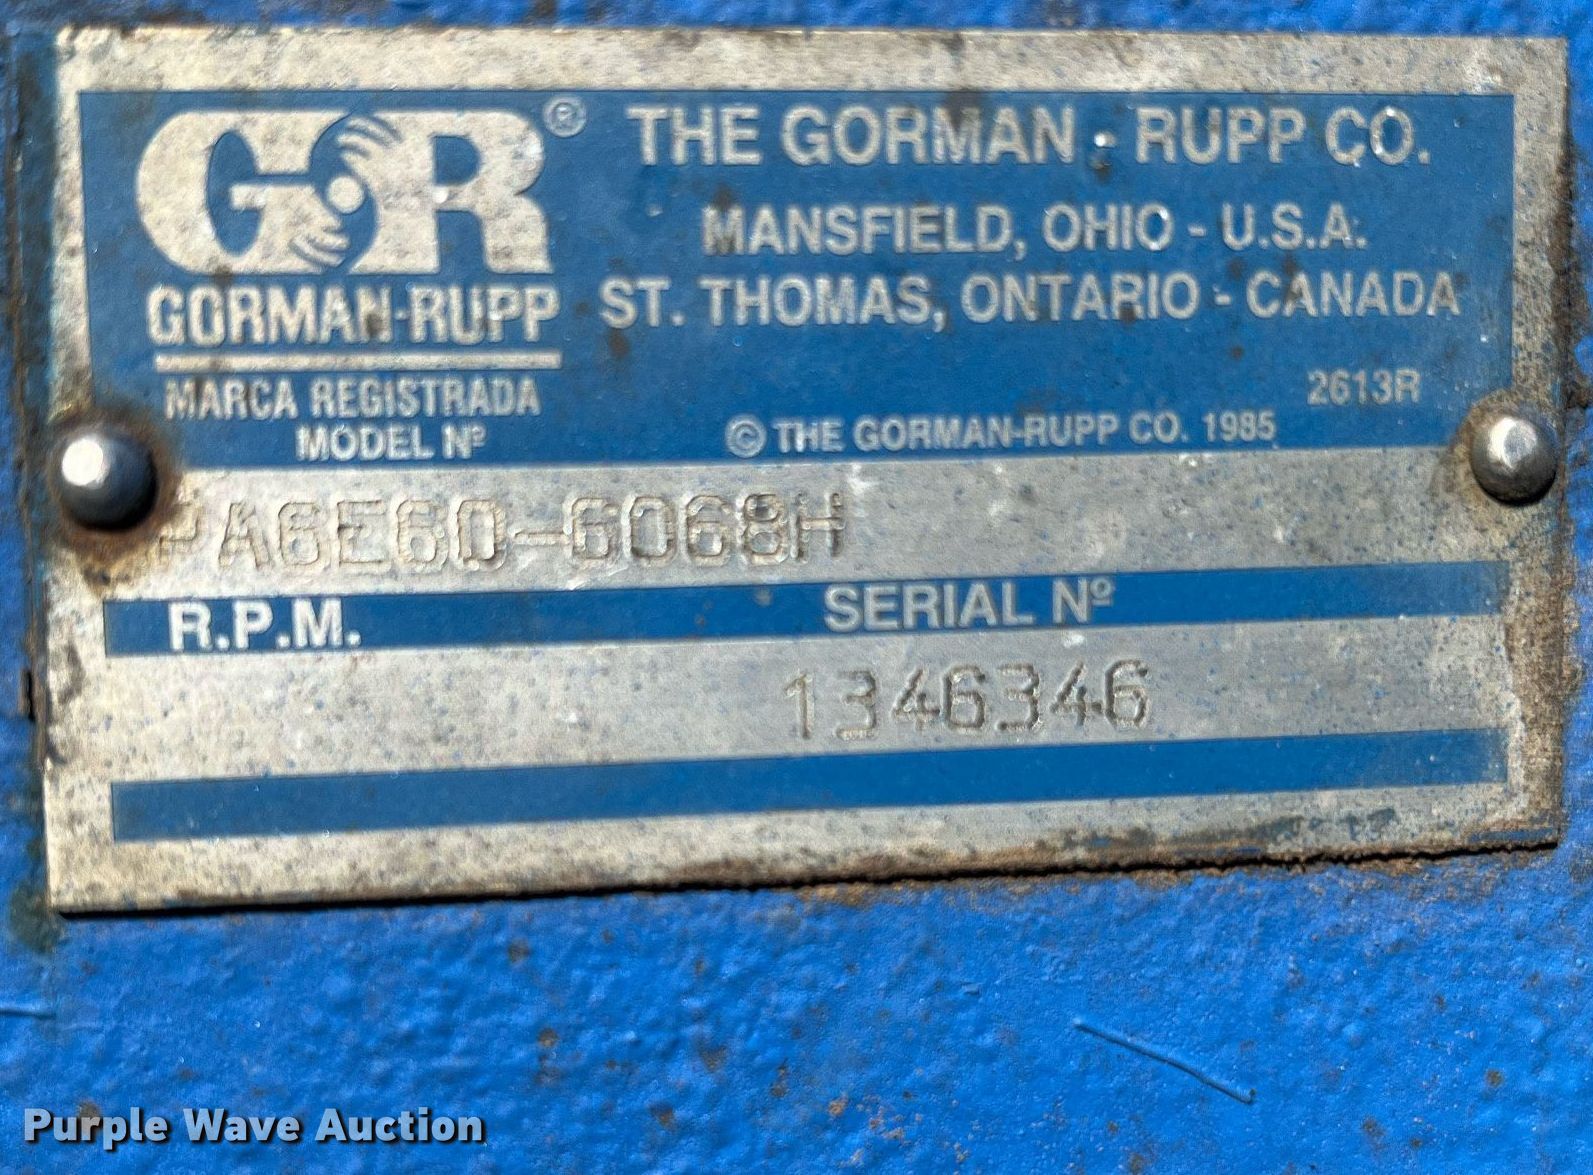 GR®
GORMAN-RUPP
MARCA REGISTRADA
THE GORMAN - RUPP CO.
MANSFIELD, OHIO - U.S.A.
ST. THOMAS, ONTARIO - CANADA
2613R
© THE GORMAN-RUPP CO. 1985
MODEL Nº
PA6E60-6068H
R.P.M.
SERIAL Nº
1346346
Purple Wave Auction